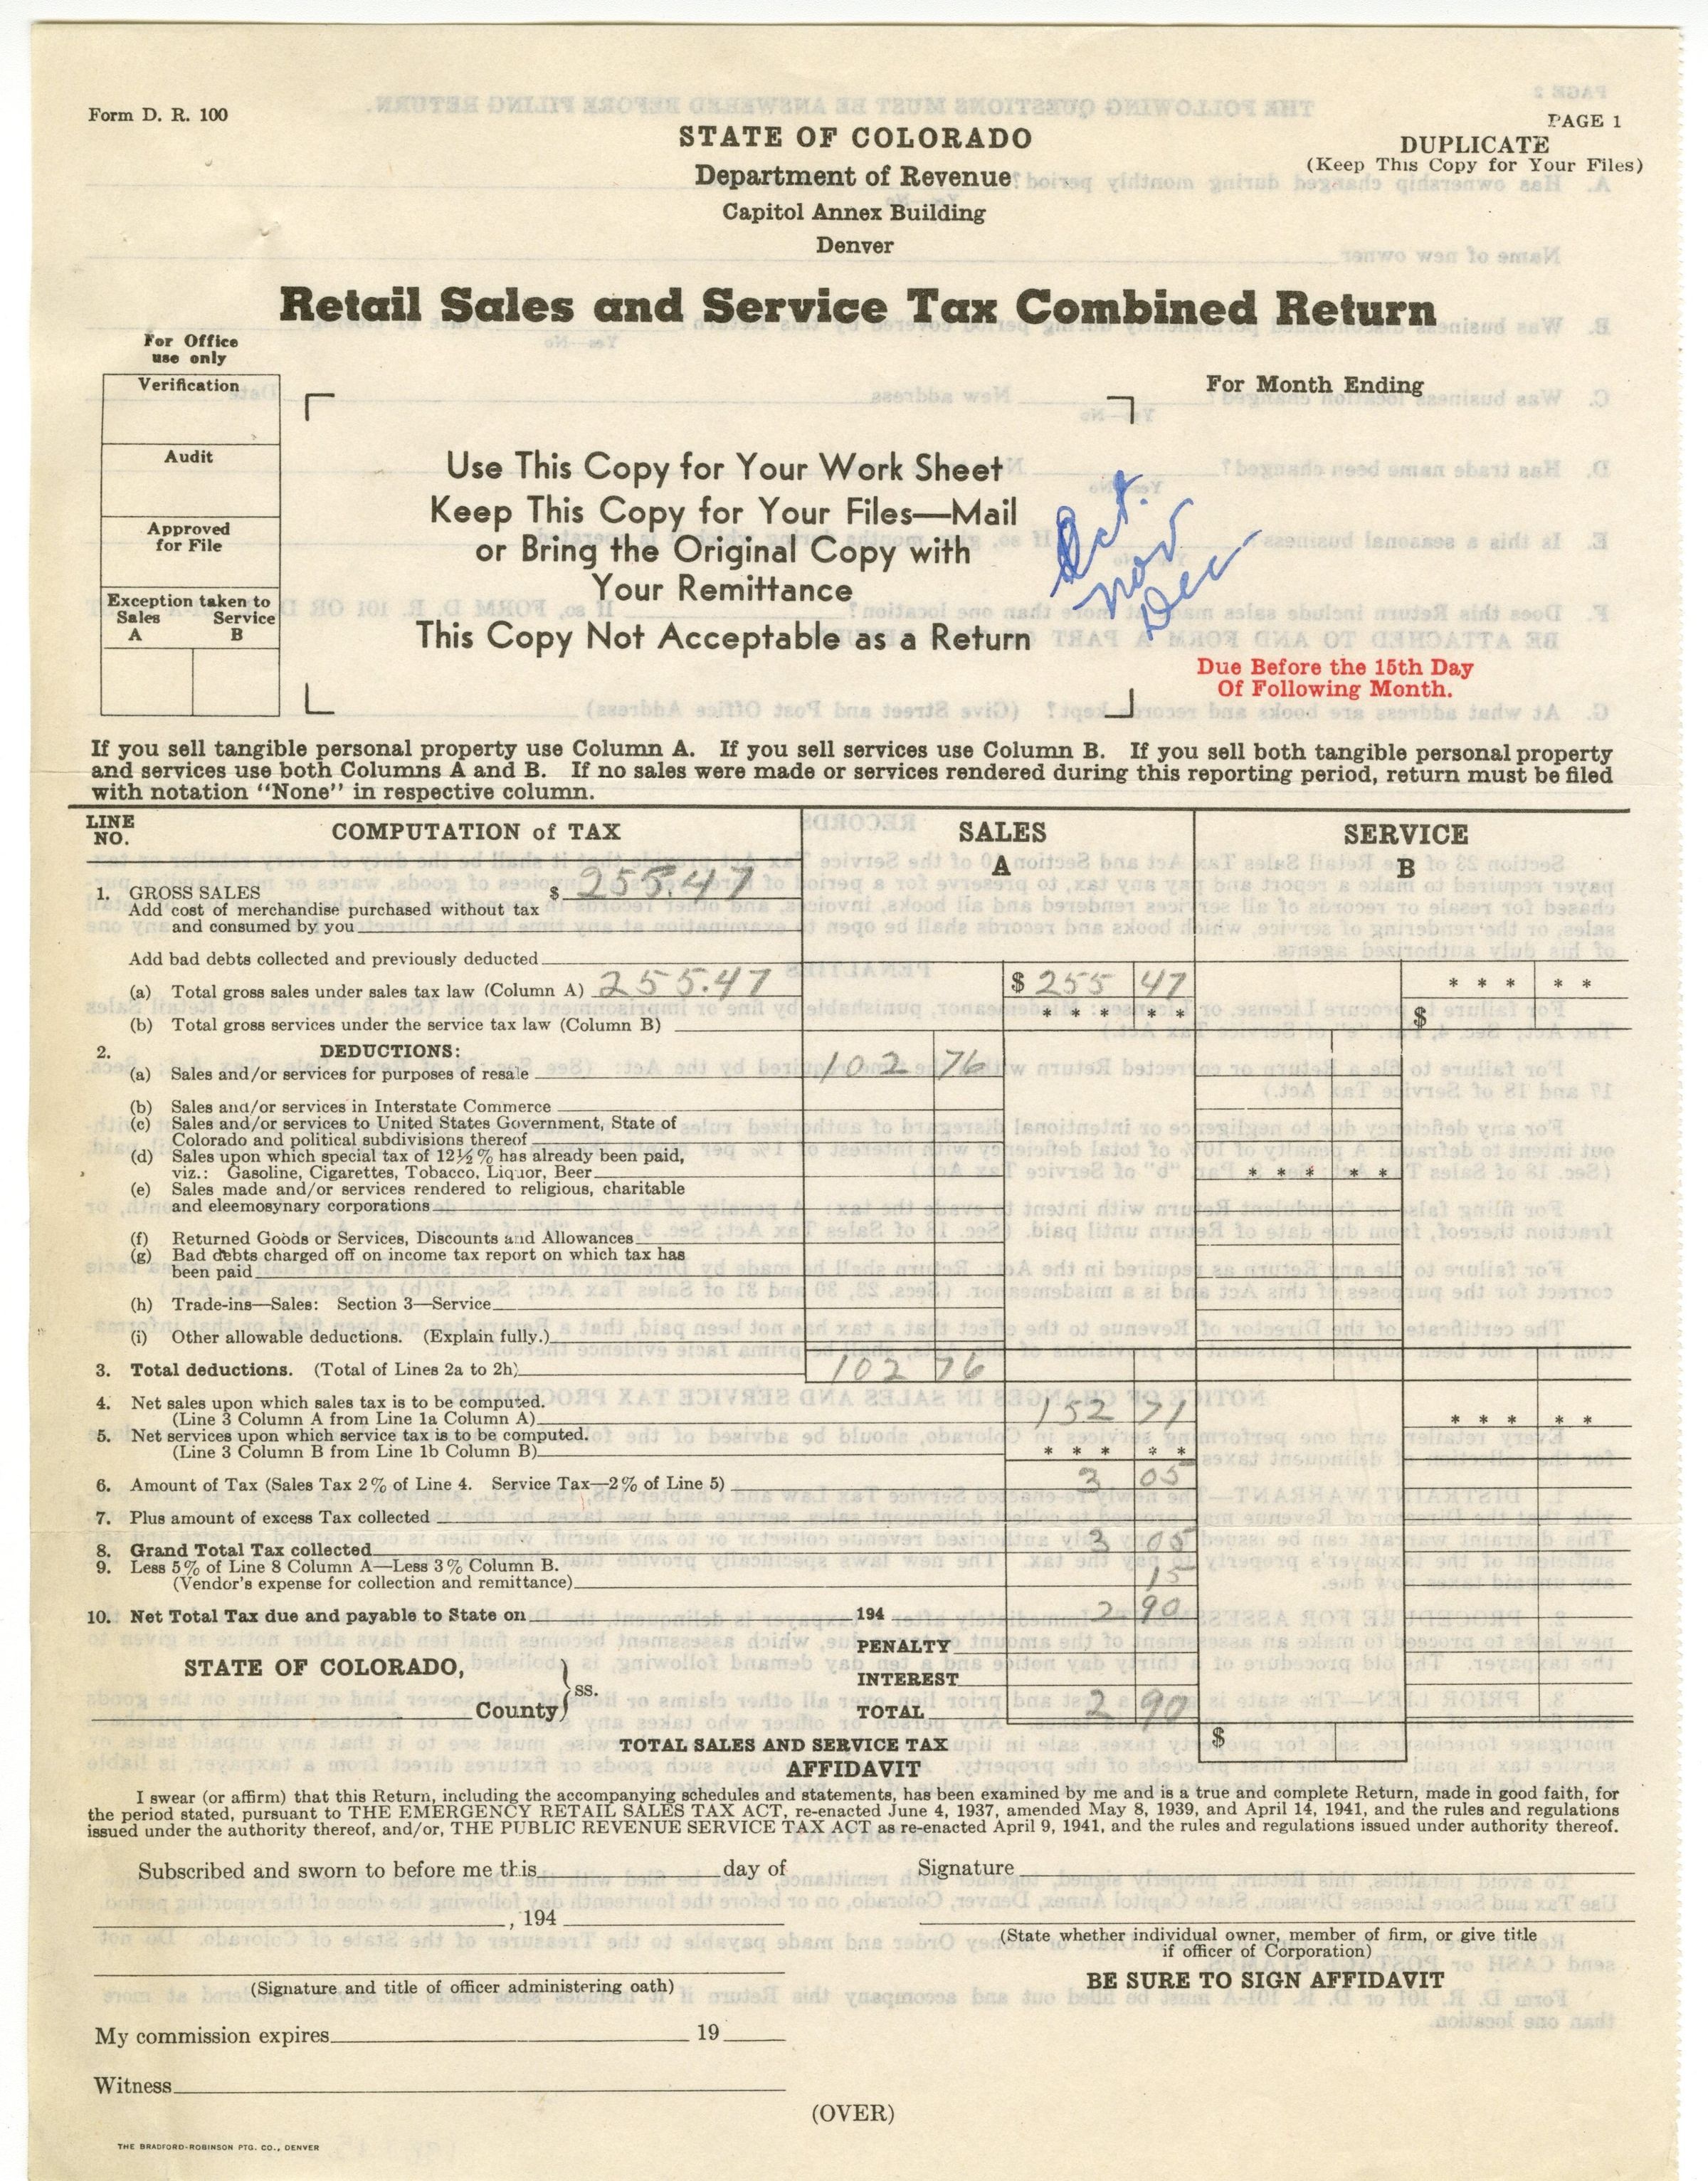 Form D. R. 100
PAGE 1
STATE OF COLORADO
DUPLICATE
(Keep This Copy for Your Files)
Department of Revenue
Capitol Annex Building
Denver
Retail Sales and Service Tax Combined Return
For Office
use only
Verification
For Month Ending
Audit
Use This Copy for Your Work Sheet
Keep This Copy for Your Files—Mail
or Bring the Original Copy with
Your Remittance
This Copy Not Acceptable as a Return
Oct.
Nov
Dec
Approved
for File
Exception taken to
Sales Service
A B
Due Before the 15th Day
Of Following Month.
If you sell tangible personal property use Column A. If you sell services use Column B. If you sell both tangible personal property
and services use both Columns A and B. If no sales were made or services rendered during this reporting period, return must be filed
with notation "None" in respective column.
LINE
NO. COMPUTATION of TAX SALES SERVICE
A B
1. GROSS SALES $ 255.47
Add cost of merchandise purchased without tax
and consumed by you
Add bad debts collected and previously deducted
(a) Total gross sales under sales tax law (Column A) 255.47 $ 255 47 * * * * *
(b) Total gross services under the service tax law (Column B) * * * * * $
2. DEDUCTIONS:
(a) Sales and/or services for purposes of resale 102 76
(b) Sales and/or services in Interstate Commerce
(c) Sales and/or services to United States Government, State of
Colorado and political subdivisions thereof
(d) Sales upon which special tax of 12½% has already been paid,
viz.: Gasoline, Cigarettes, Tobacco, Liquor, Beer * * * * *
(e) Sales made and/or services rendered to religious, charitable
and eleemosynary corporations
(f) Returned Goods or Services, Discounts and Allowances
(g) Bad debts charged off on income tax report on which tax has
been paid
(h) Trade-ins—Sales: Section 3—Service
(i) Other allowable deductions. (Explain fully.)
3. Total deductions. (Total of Lines 2a to 2h) 102 76
4. Net sales upon which sales tax is to be computed.
(Line 3 Column A from Line 1a Column A) 152 71 * * * * *
5. Net services upon which service tax is to be computed.
(Line 3 Column B from Line 1b Column B) * * * * *
6. Amount of Tax (Sales Tax 2% of Line 4. Service Tax—2% of Line 5) 3 05
7. Plus amount of excess Tax collected
8. Grand Total Tax collected 3 05
9. Less 5% of Line 8 Column A—Less 3% Column B.
(Vendor's expense for collection and remittance) 15
10. Net Total Tax due and payable to State on 194 2 90
PENALTY
STATE OF COLORADO,
ss.
INTEREST
County
TOTAL 2 90
TOTAL SALES AND SERVICE TAX $
AFFIDAVIT
I swear (or affirm) that this Return, including the accompanying schedules and statements, has been examined by me and is a true and complete Return, made in good faith, for
the period stated, pursuant to THE EMERGENCY RETAIL SALES TAX ACT, re-enacted June 4, 1937, amended May 8, 1939, and April 14, 1941, and the rules and regulations
issued under the authority thereof, and/or, THE PUBLIC REVENUE SERVICE TAX ACT as re-enacted April 9, 1941, and the rules and regulations issued under authority thereof.
Subscribed and sworn to before me this day of Signature
, 194
(State whether individual owner, member of firm, or give title
if officer of Corporation)
(Signature and title of officer administering oath)
BE SURE TO SIGN AFFIDAVIT
My commission expires 19
Witness
(OVER)
THE BRADFORD-ROBINSON PTG. CO., DENVER